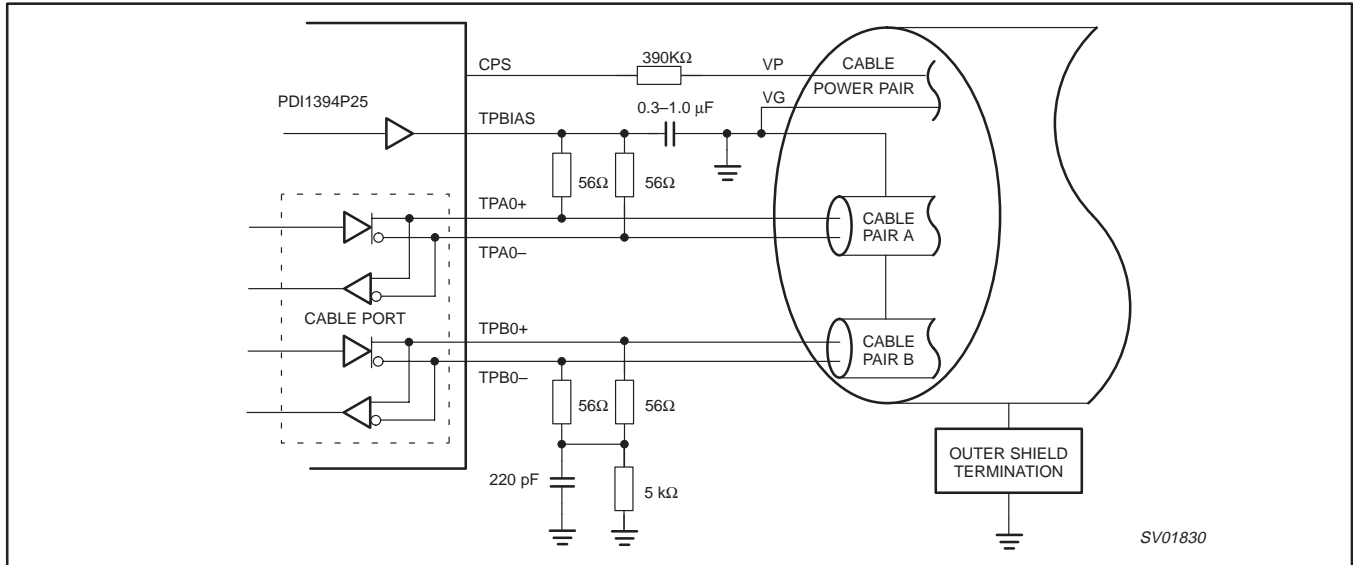 CPS
390KΩ
VP
CABLE
POWER PAIR
VG
PDI1394P25
0.3–1.0 μF
TPBIAS
56Ω
56Ω
TPA0+
CABLE
PAIR A
TPA0–
CABLE PORT
TPB0+
CABLE
PAIR B
TPB0–
56Ω
56Ω
220 pF
5 kΩ
OUTER SHIELD
TERMINATION
SV01830